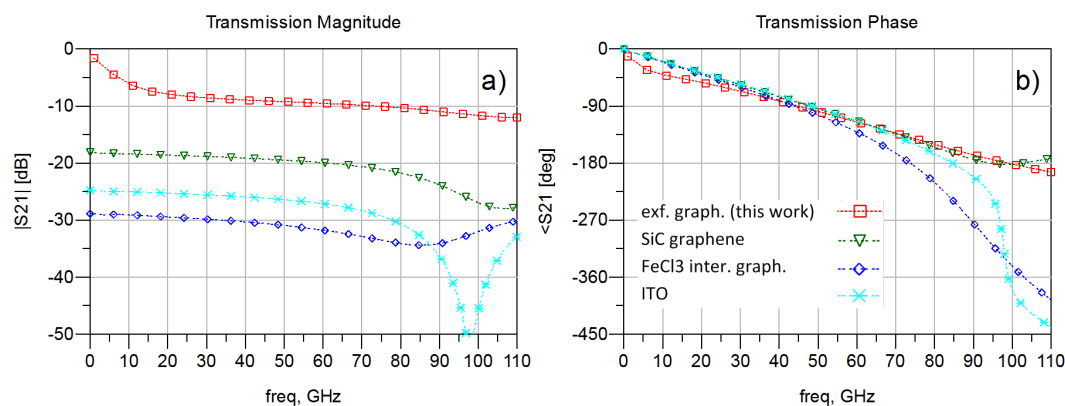 Transmission Magnitude
0
-10
-20
-30
-40
-50
|S21| [dB]
a)
0 10 20 30 40 50 60 70 80 90 100 110
freq, GHz
Transmission Phase
0
-90
-180
-270
-360
-450
<S21 [deg]
b)
exf. graph. (this work)
SiC graphene
FeCl3 inter. graph.
ITO
0 10 20 30 40 50 60 70 80 90 100 110
freq, GHz